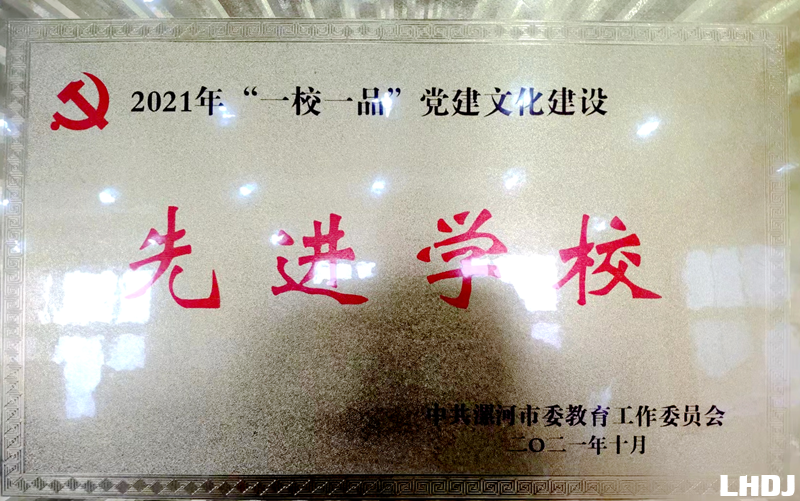 2021年“一校一品”党建文化建设
先进学校
中共漯河市委教育工作委员会
二〇二一年十月
LHDJ